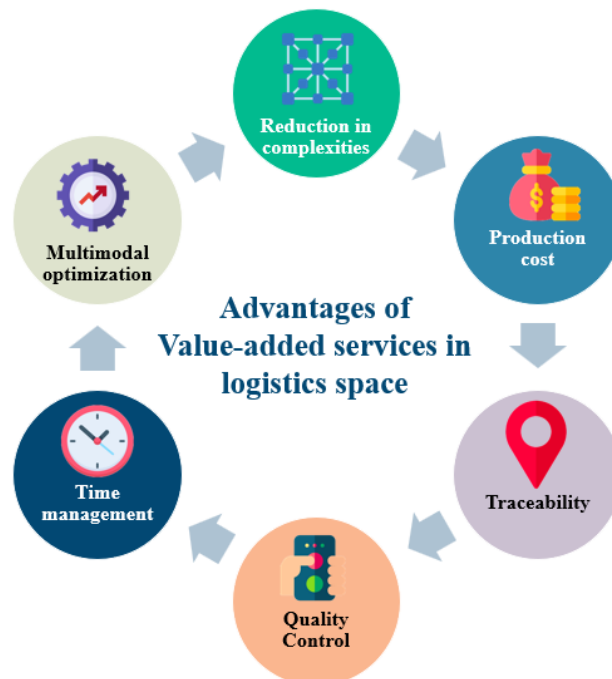 Reduction in
complexities
Production
cost
Traceability
Quality
Control
Time
management
Multimodal
optimization
Advantages of
Value-added services in
logistics space
$